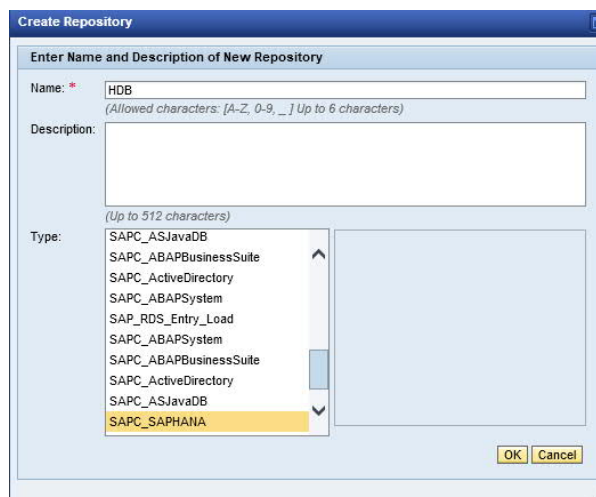 Create Repository
Enter Name and Description of New Repository
Name: * HDB
(Allowed characters: [A-Z, 0-9, _ ] Up to 6 characters)
Description:
(Up to 512 characters)
Type:
SAPC_ASJavaDB
SAPC_ABAPBusinessSuite
SAPC_ActiveDirectory
SAPC_ABAPSystem
SAP_RDS_Entry_Load
SAPC_ABAPSystem
SAPC_ABAPBusinessSuite
SAPC_ActiveDirectory
SAPC_ASJavaDB
SAPC_SAPHANA
OK Cancel